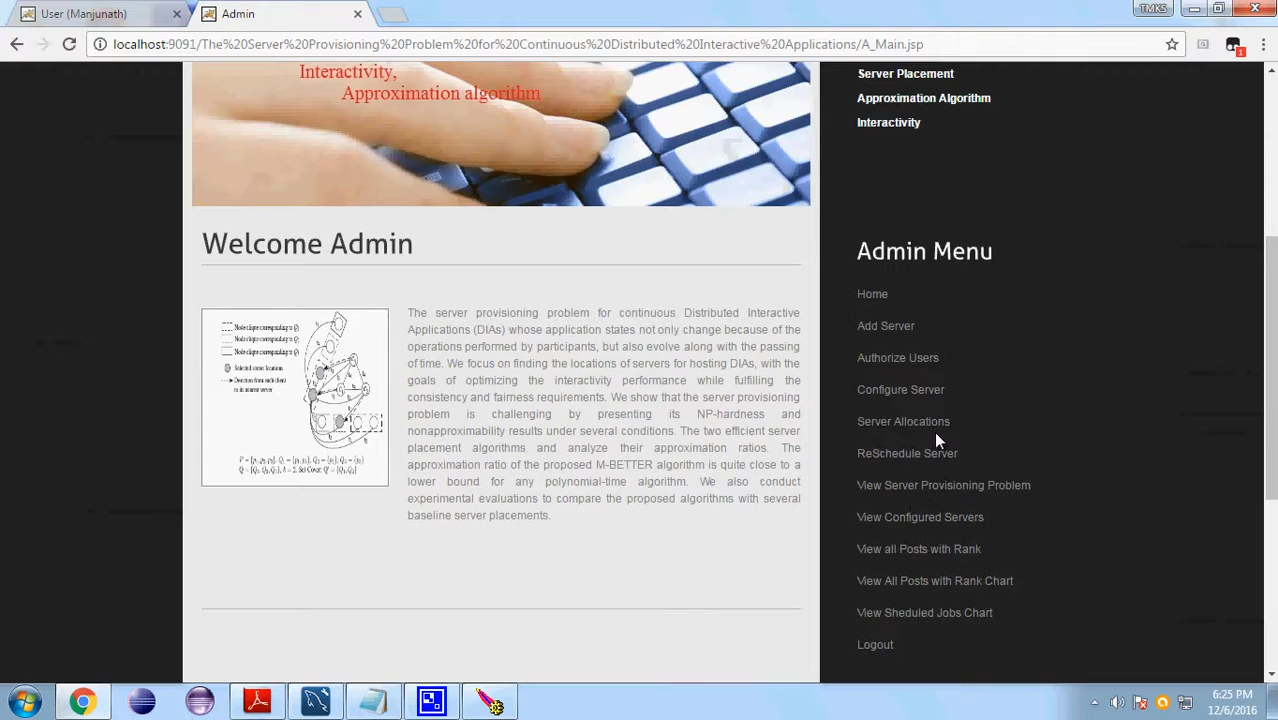 User (Manjunath)
Admin
TMKS
localhost:9091/The%20Server%20Provisioning%20Problem%20for%20Continuous%20Distributed%20Interactive%20Applications/A_Main.jsp
1
Interactivity,
Approximation algorithm
Server Placement
Approximation Algorithm
Interactivity
Welcome Admin
The server provisioning problem for continuous Distributed Interactive
Applications (DIAs) whose application states not only change because of the
operations performed by participants, but also evolve along with the passing
of time. We focus on finding the locations of servers for hosting DIAs, with the
goals of optimizing the interactivity performance while fulfilling the
consistency and fairness requirements. We show that the server provisioning
problem is challenging by presenting its NP-hardness and
nonapproximability results under several conditions. The two efficient server
placement algorithms and analyze their approximation ratios. The
approximation ratio of the proposed M-BETTER algorithm is quite close to a
lower bound for any polynomial-time algorithm. We also conduct
experimental evaluations to compare the proposed algorithms with several
baseline server placements.
Admin Menu
Home
Add Server
Authorize Users
Configure Server
Server Allocations
ReSchedule Server
View Server Provisioning Problem
View Configured Servers
View all Posts with Rank
View All Posts with Rank Chart
View Sheduled Jobs Chart
Logout
6:25 PM
12/6/2016